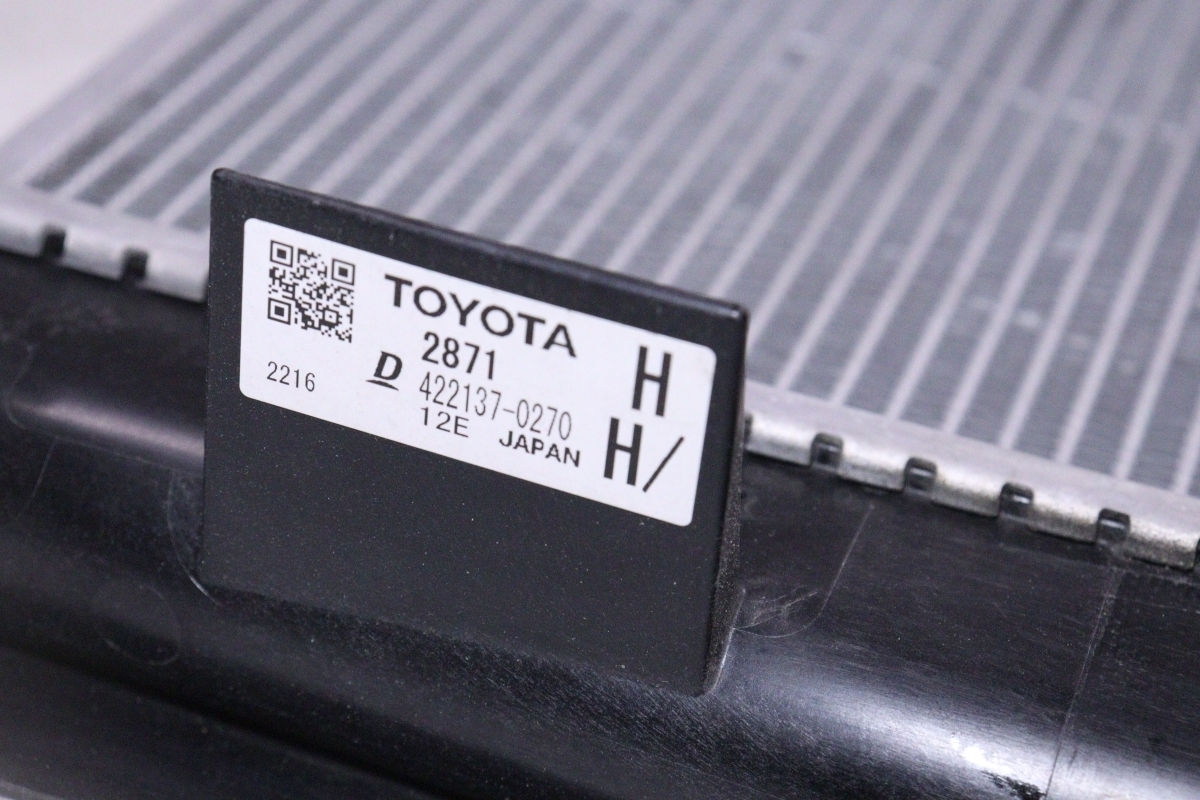 TOYOTA
2871
H
D 422137-0270
2216
12E JAPAN
H/